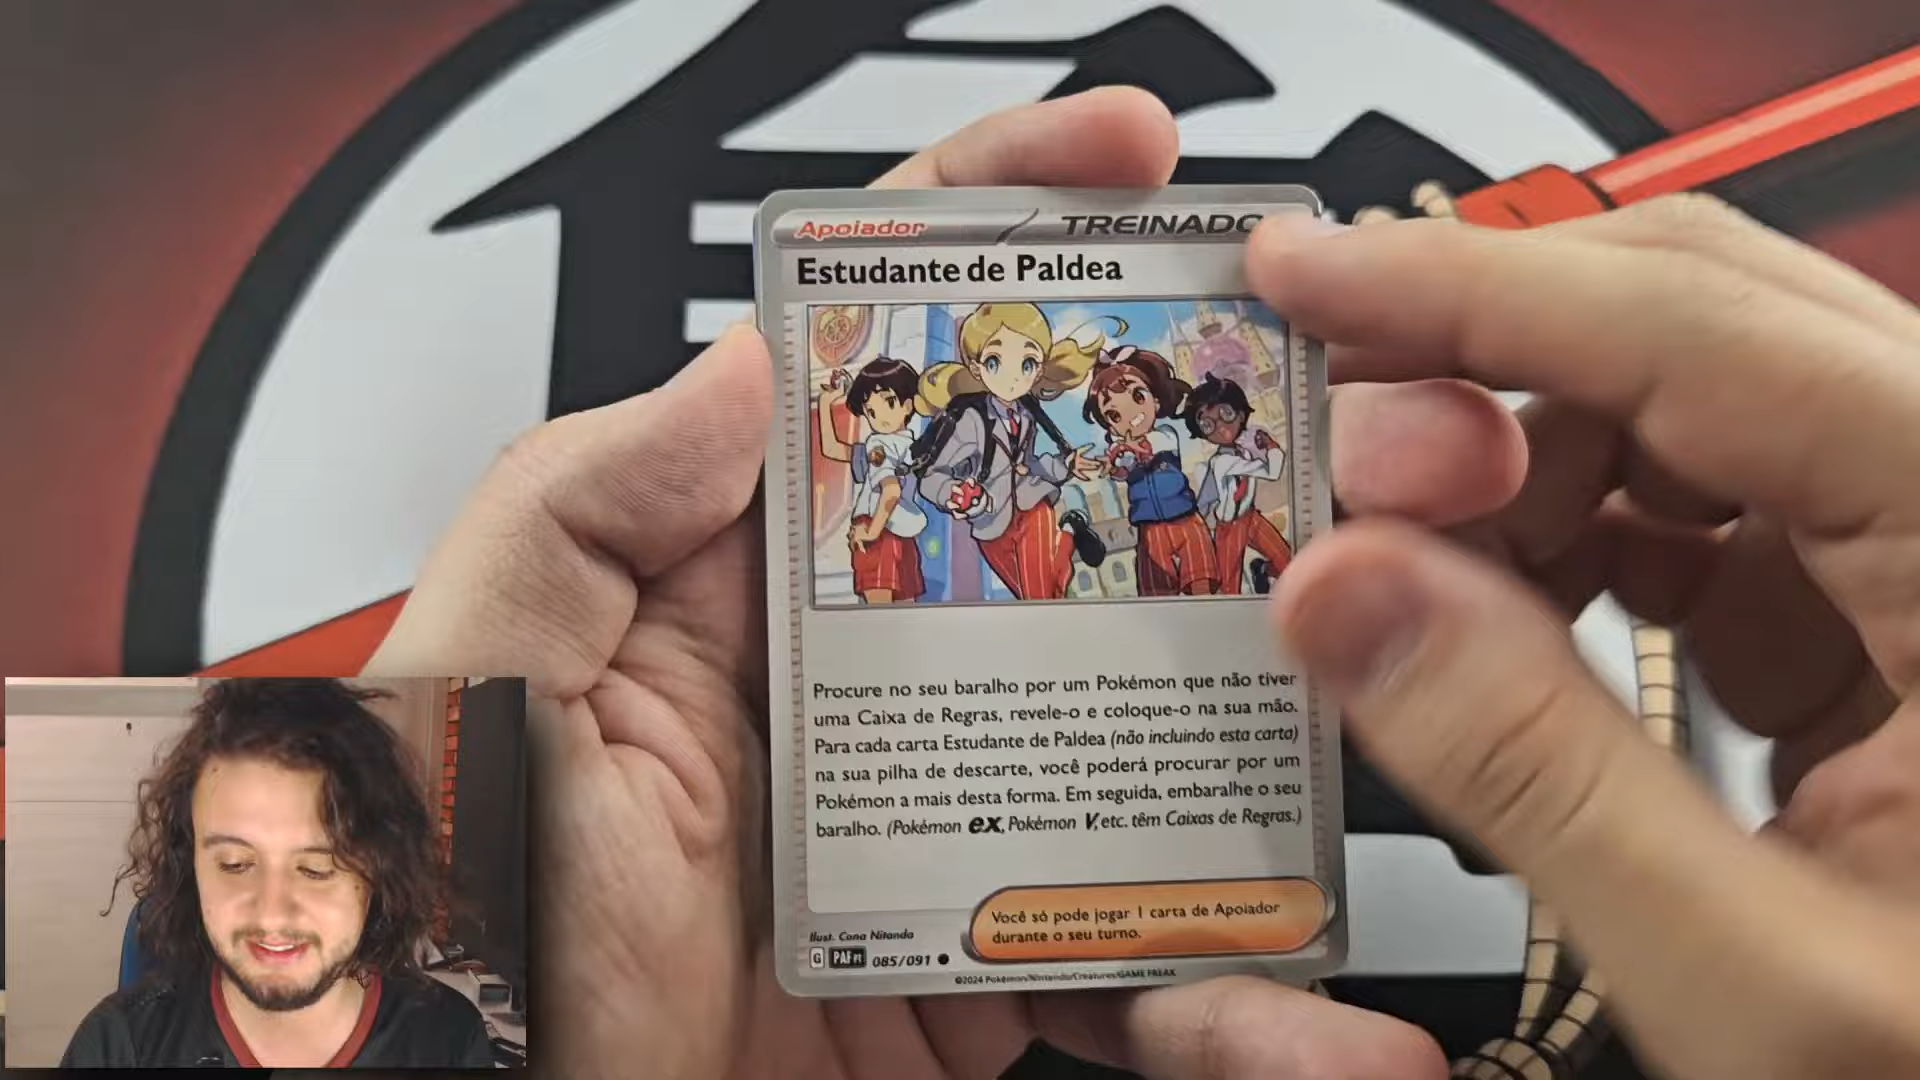 Apoiador
TREINADO
Estudante de Paldea
Procure no seu baralho por um Pokémon que não tiver
uma Caixa de Regras, revele-o e coloque-o na sua mão.
Para cada carta Estudante de Paldea (não incluindo esta carta)
na sua pilha de descarte, você poderá procurar por um
Pokémon a mais desta forma. Em seguida, embaralhe o seu
baralho. (Pokémon ex, Pokémon V, etc. têm Caixas de Regras.)
Você só pode jogar 1 carta de Apoiador
durante o seu turno.
Ilust. Cona Nitanda
G PAF PT 085/091
©2024 Pokémon/Nintendo/Creatures/GAME FREAK